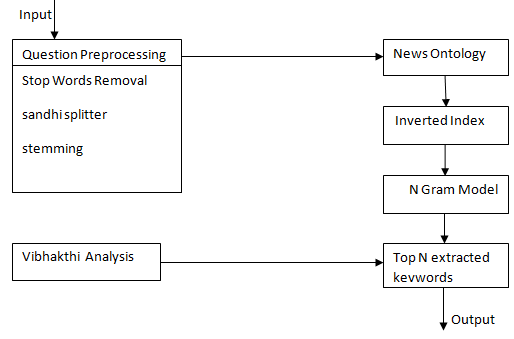 Input
Question Preprocessing
Stop Words Removal
sandhi splitter
stemming
News Ontology
Inverted Index
N Gram Model
Vibhakthi Analysis
Top N extracted
kevwords
Output